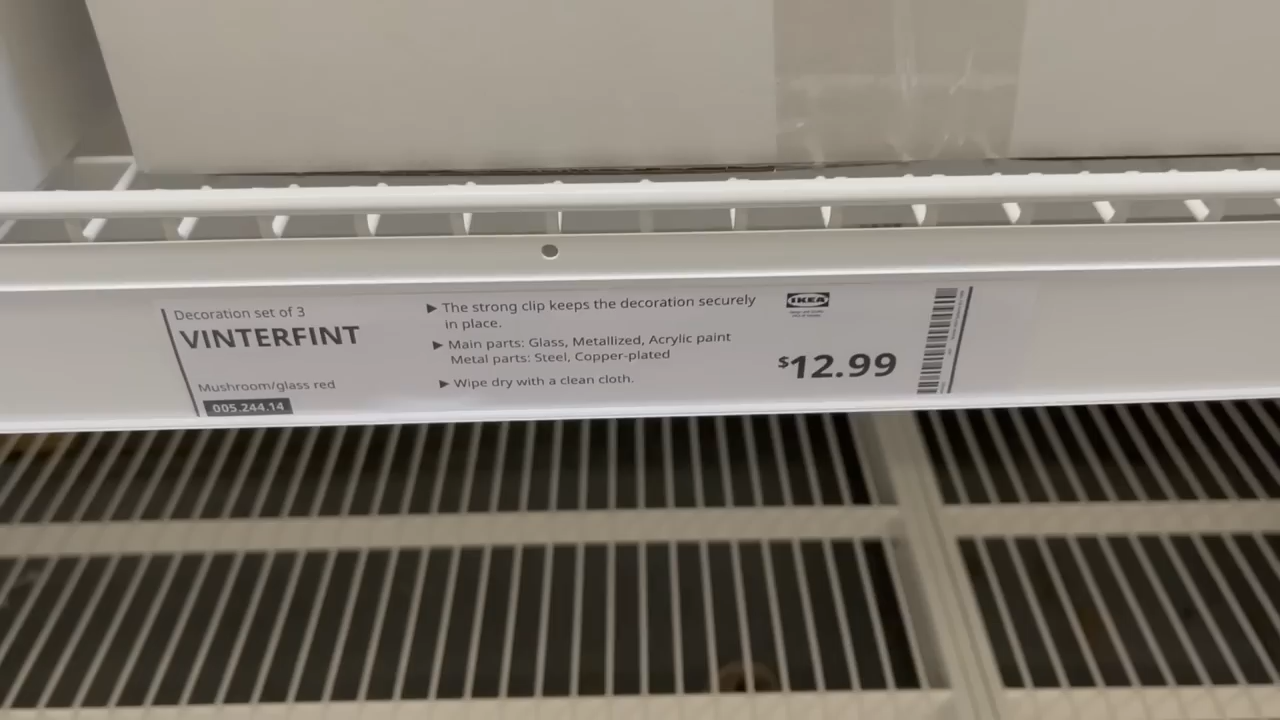 Decoration set of 3
VINTERFINT
Mushroom/glass red
005.244.14
▶ The strong clip keeps the decoration securely
in place.
▶ Main parts: Glass, Metallized, Acrylic paint
Metal parts: Steel, Copper-plated
▶ Wipe dry with a clean cloth.
IKEA
$12.99